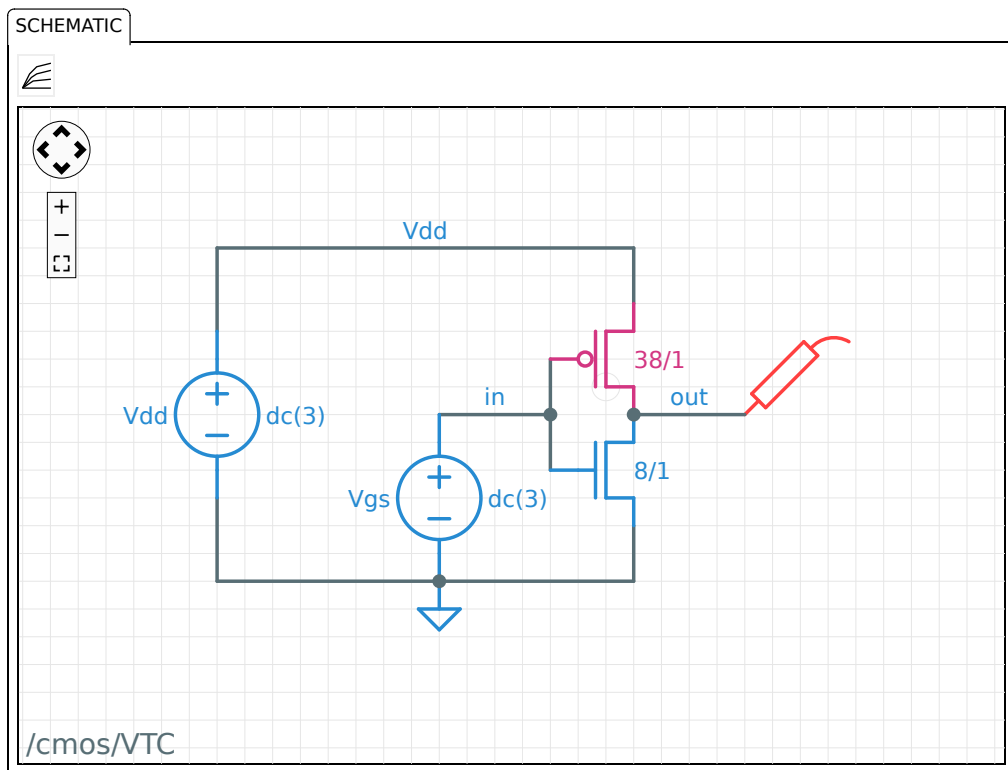 SCHEMATIC
+
−
Vdd
38/1
in
out
Vdd
+
−
dc(3)
8/1
Vgs
+
−
dc(3)
/cmos/VTC